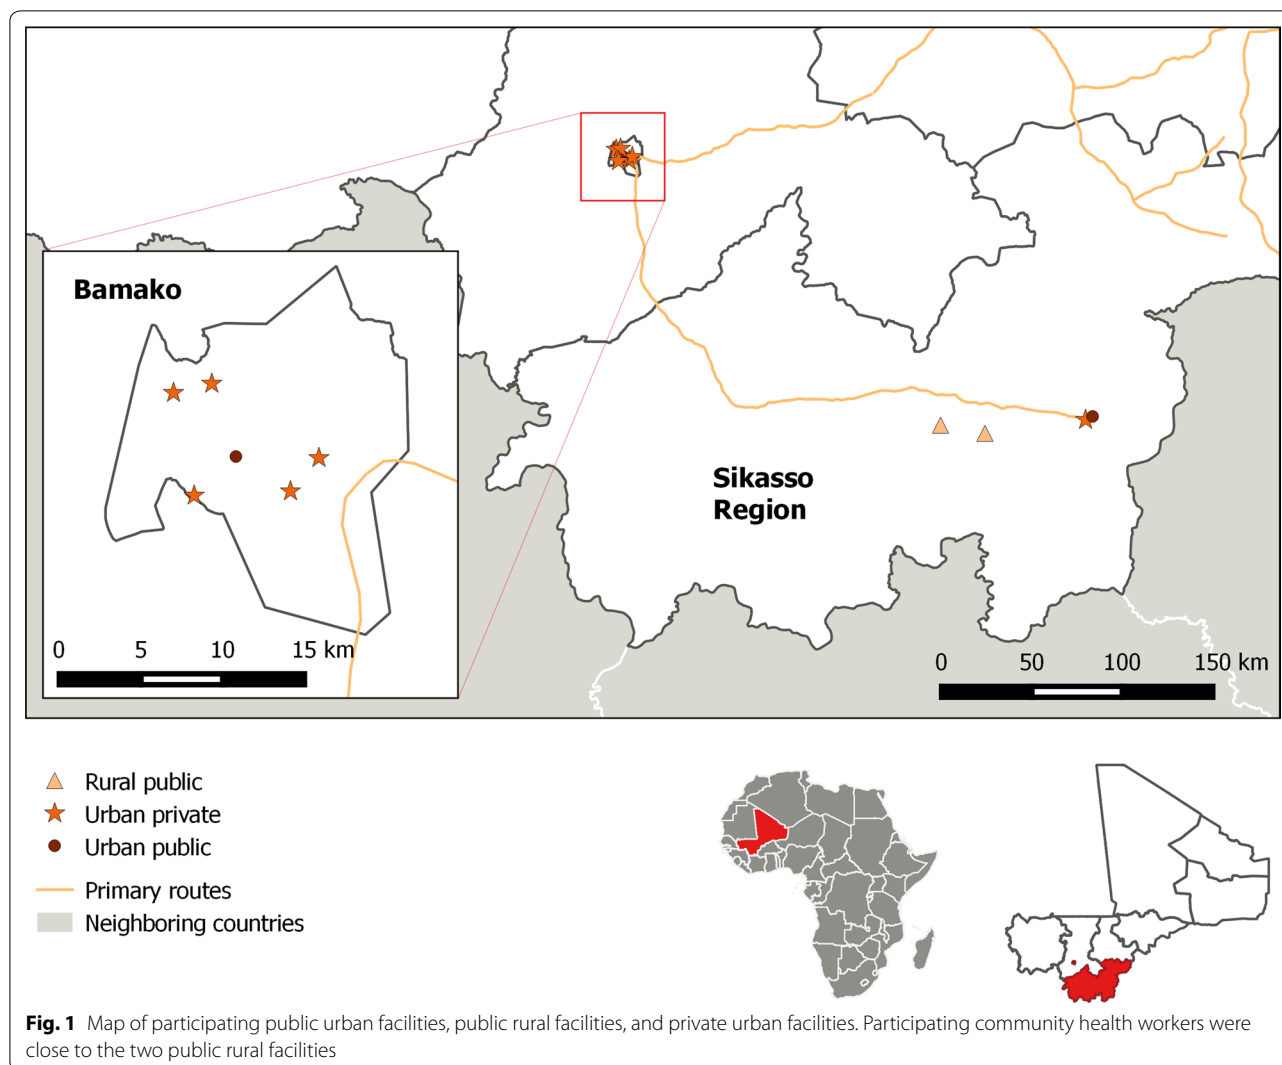 Bamako
0 5 10 15 km
Sikasso
Region
0 50 100 150 km
Rural public
Urban private
Urban public
Primary routes
Neighboring countries
Fig. 1 Map of participating public urban facilities, public rural facilities, and private urban facilities. Participating community health workers were
close to the two public rural facilities